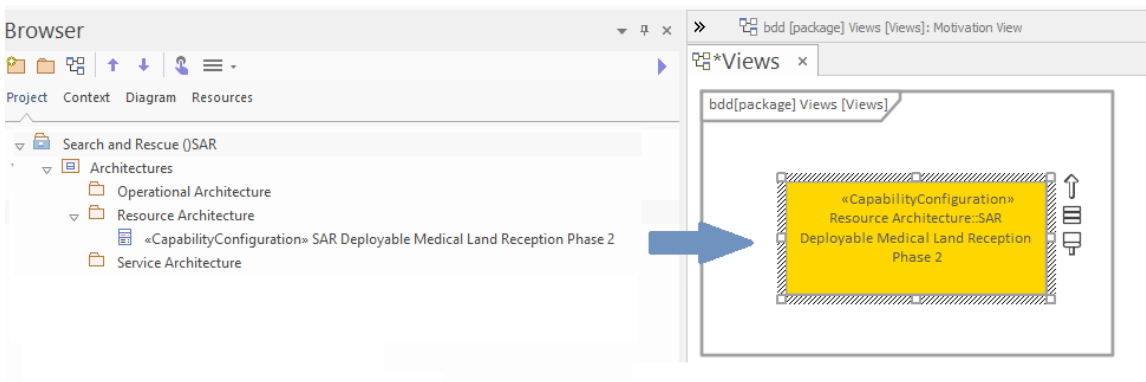 Browser
Project Context Diagram Resources
Search and Rescue ()SAR
Architectures
Operational Architecture
Resource Architecture
«CapabilityConfiguration» SAR Deployable Medical Land Reception Phase 2
Service Architecture
bdd [package] Views [Views]: Motivation View
*Views
bdd[package] Views [Views]
«CapabilityConfiguration»
Resource Architecture::SAR
Deployable Medical Land Reception
Phase 2